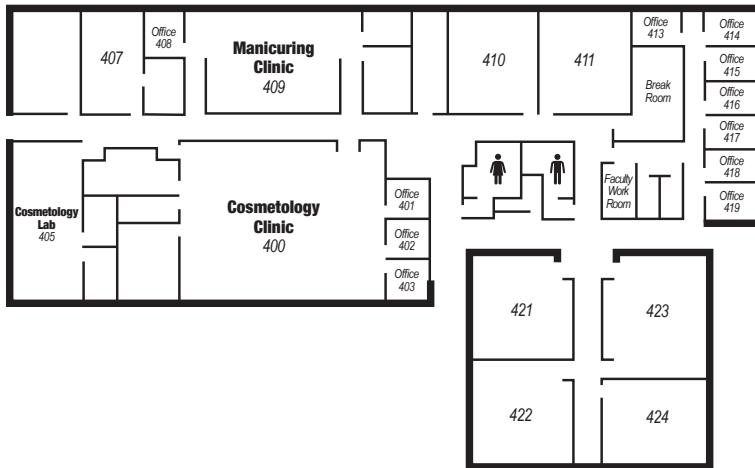 407
Office
408
Manicuring
Clinic
409
410
411
Office
413
Office
414
Office
415
Break
Room
Office
416
Office
417
Office
418
Office
419
Cosmetology
Lab
405
Cosmetology
Clinic
400
Office
401
Office
402
Office
403
Faculty
Work
Room
421
423
422
424